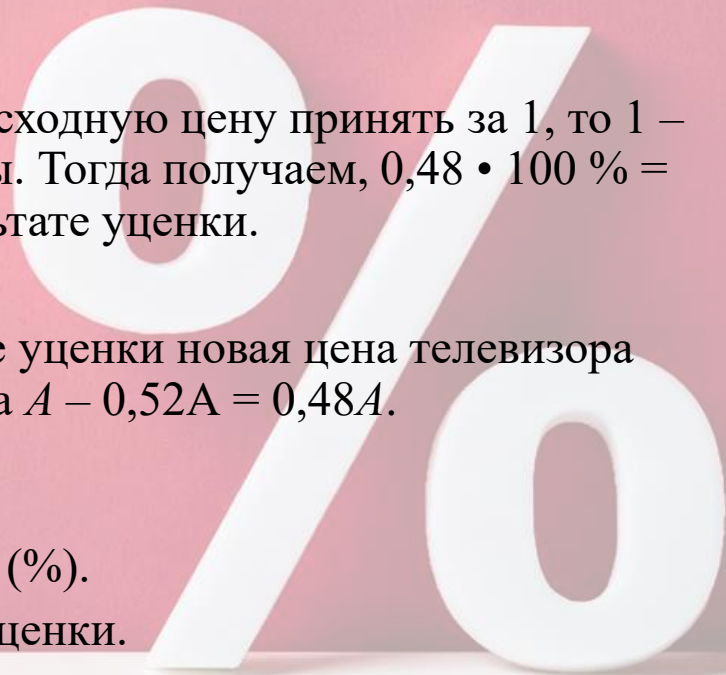 сходную цену принять за 1, то 1 –
ы. Тогда получаем, 0,48 • 100 % =
ьтате уценки.
е уценки новая цена телевизора
а A – 0,52A = 0,48A.
(%).
ценки.
%